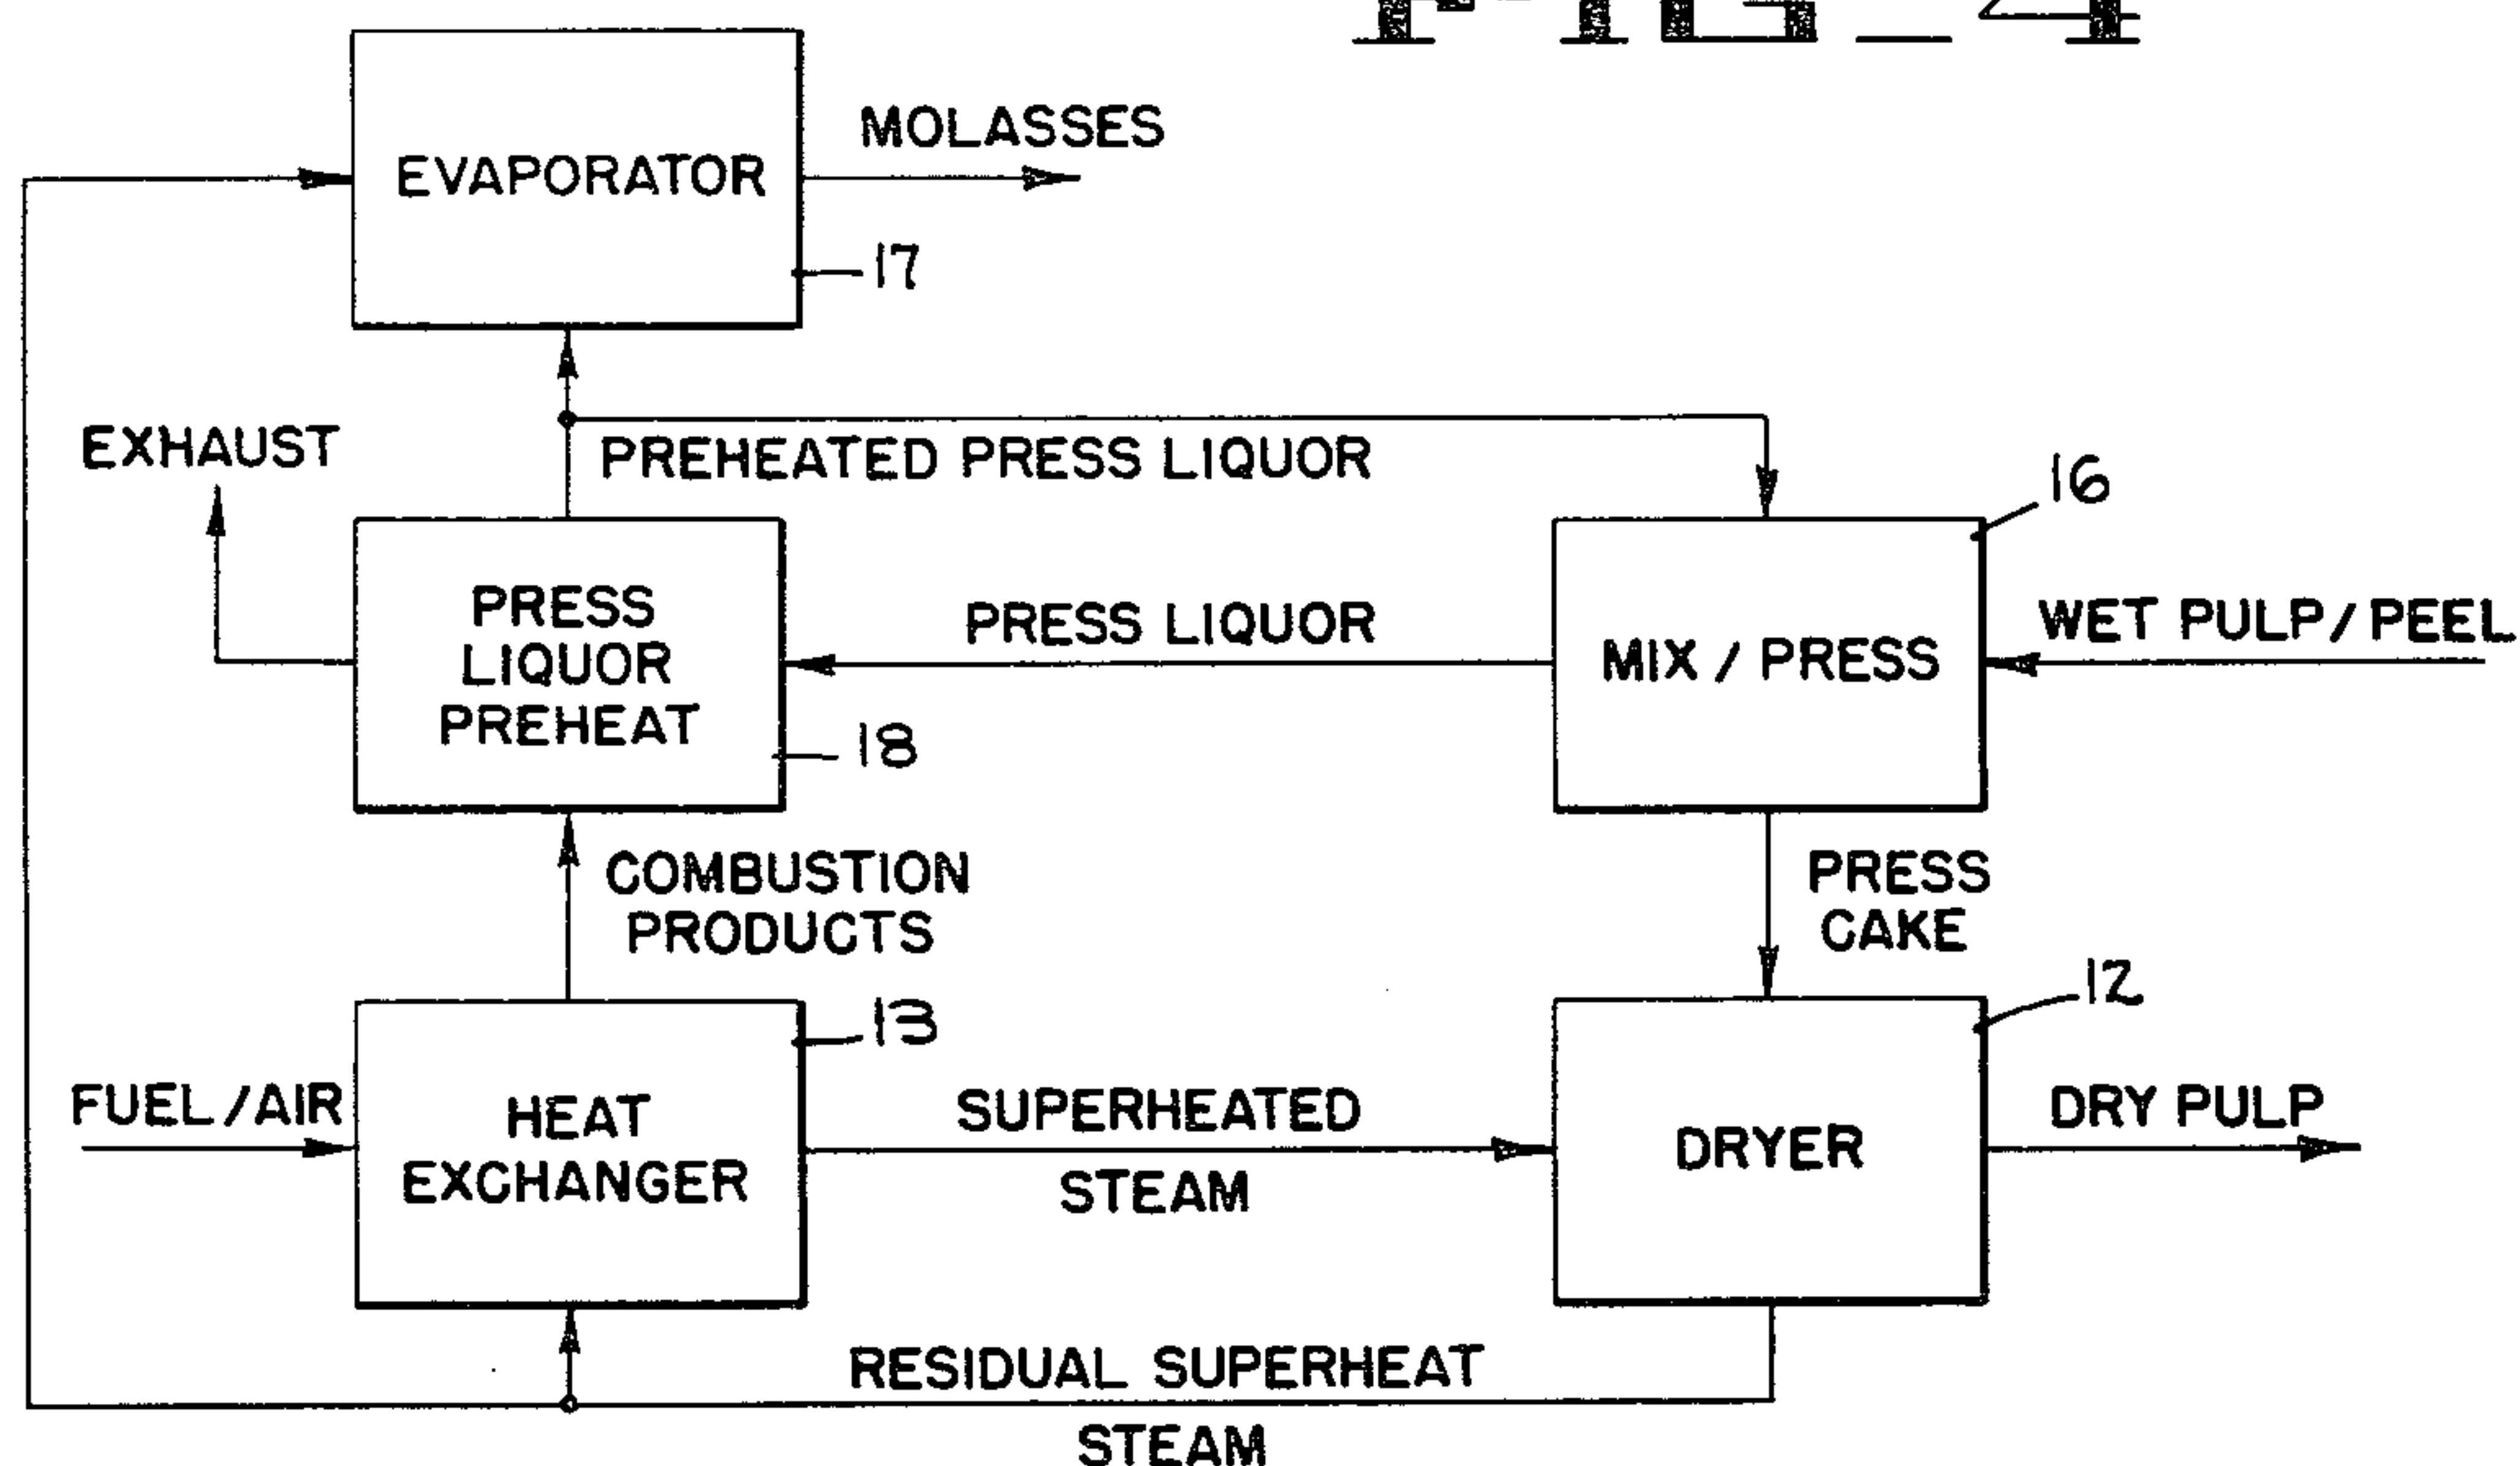 EVAPORATOR
MOLASSES
17
EXHAUST
PREHEATED PRESS LIQUOR
16
PRESS
LIQUOR
PREHEAT
18
PRESS LIQUOR
MIX / PRESS
WET PULP/PEEL
COMBUSTION
PRODUCTS
PRESS
CAKE
13
12
FUEL/AIR
HEAT
EXCHANGER
SUPERHEATED
STEAM
DRYER
DRY PULP
RESIDUAL SUPERHEAT
STEAM